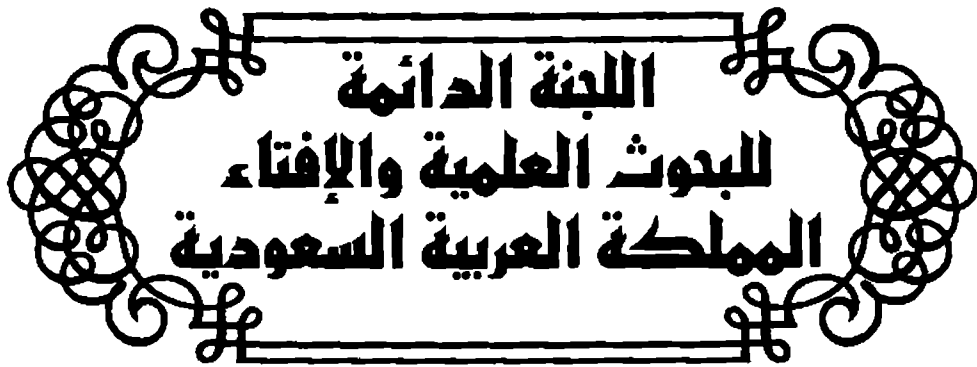 اللجنة الدائمة
للبحوث العلمية والإفتاء
المملكة العربية السعودية